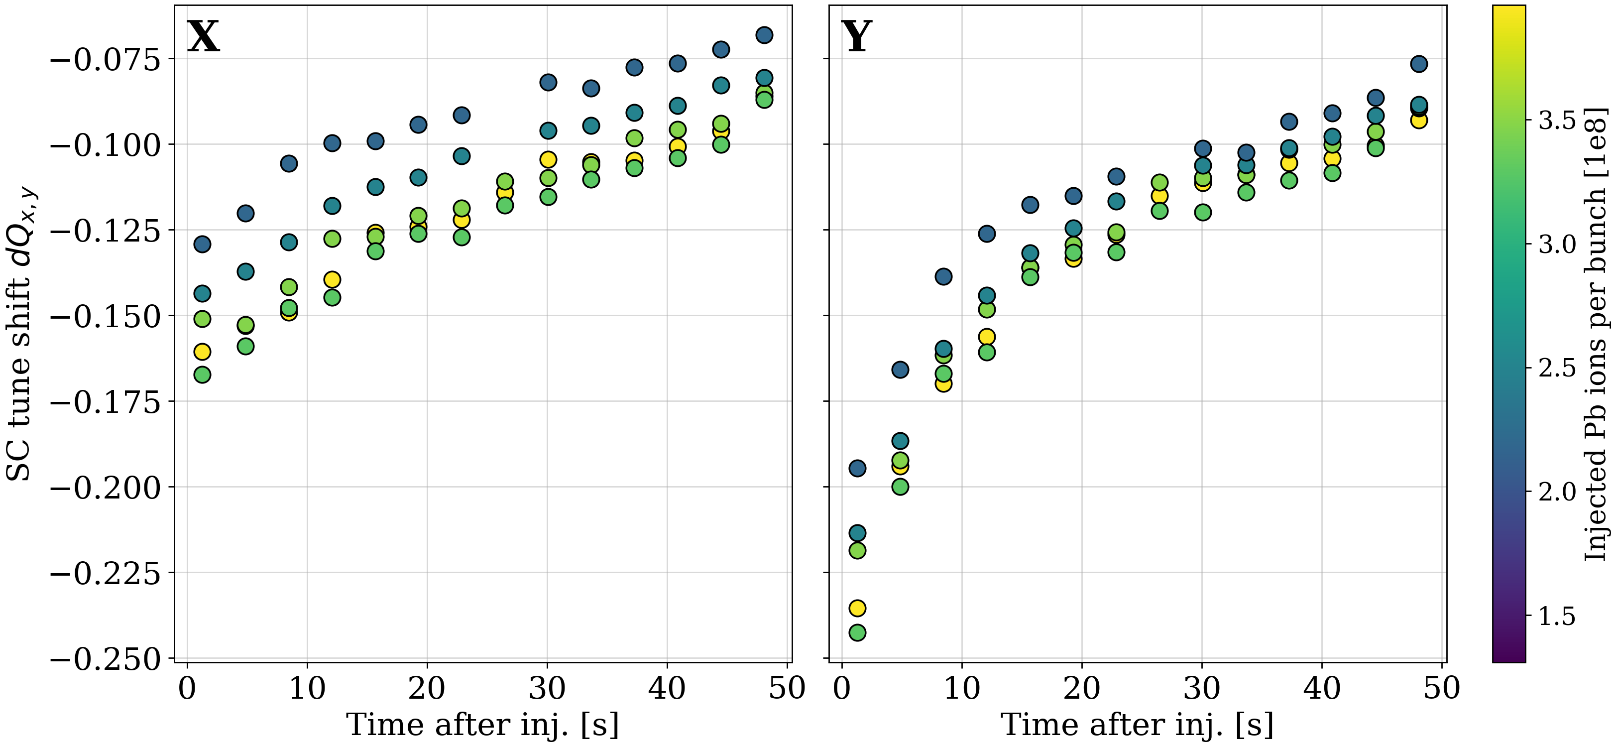 X
Y
SC tune shift dQx, y
−0.075
−0.100
−0.125
−0.150
−0.175
−0.200
−0.225
−0.250
0 10 20 30 40 50
0 10 20 30 40 50
Time after inj. [s]
Time after inj. [s]
3.5
3.0
2.5
2.0
1.5
Injected Pb ions per bunch [1e8]